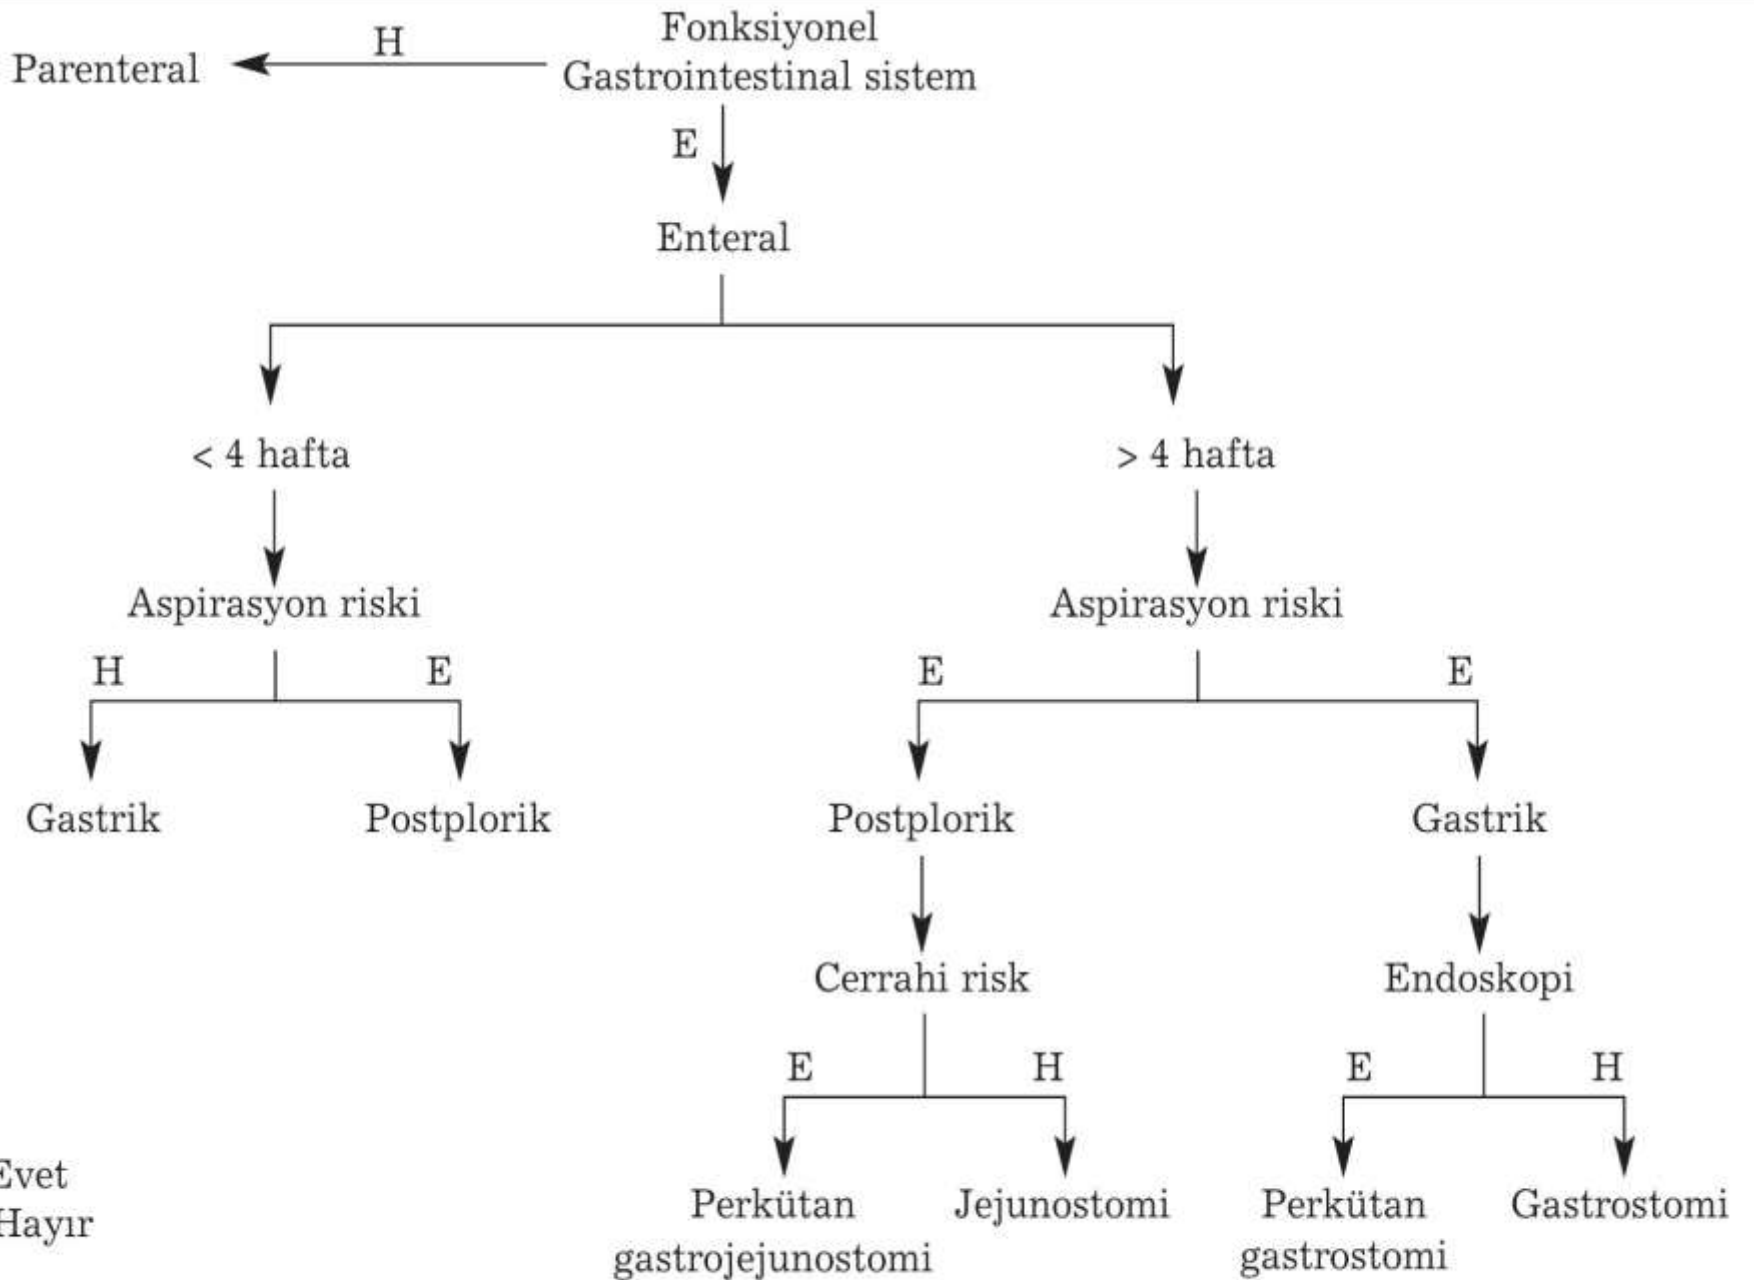 Fonksiyonel
Parenteral H Gastrointestinal sistem
E
Enteral
< 4 hafta > 4 hafta
Aspirasyon riski Aspirasyon riski
H E E E
Gastrik Postplorik Postplorik Gastrik
Cerrahi risk Endoskopi
E H E H
Perkütan Jejunostomi Perkütan Gastrostomi
gastrojejunostomi gastrostomi
Evet
Hayır